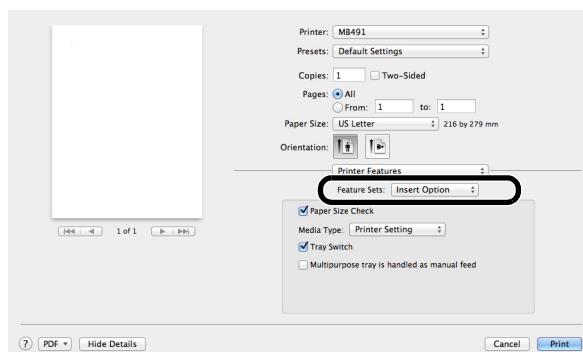 Printer: MB491
Presets: Default Settings
Copies: 1 Two-Sided
Pages: All
From: 1 to: 1
Paper Size: US Letter 216 by 279 mm
Orientation:
Printer Features
Feature Sets: Insert Option
Paper Size Check
Media Type: Printer Setting
Tray Switch
Multipurpose tray is handled as manual feed
1 of 1
? PDF Hide Details Cancel Print